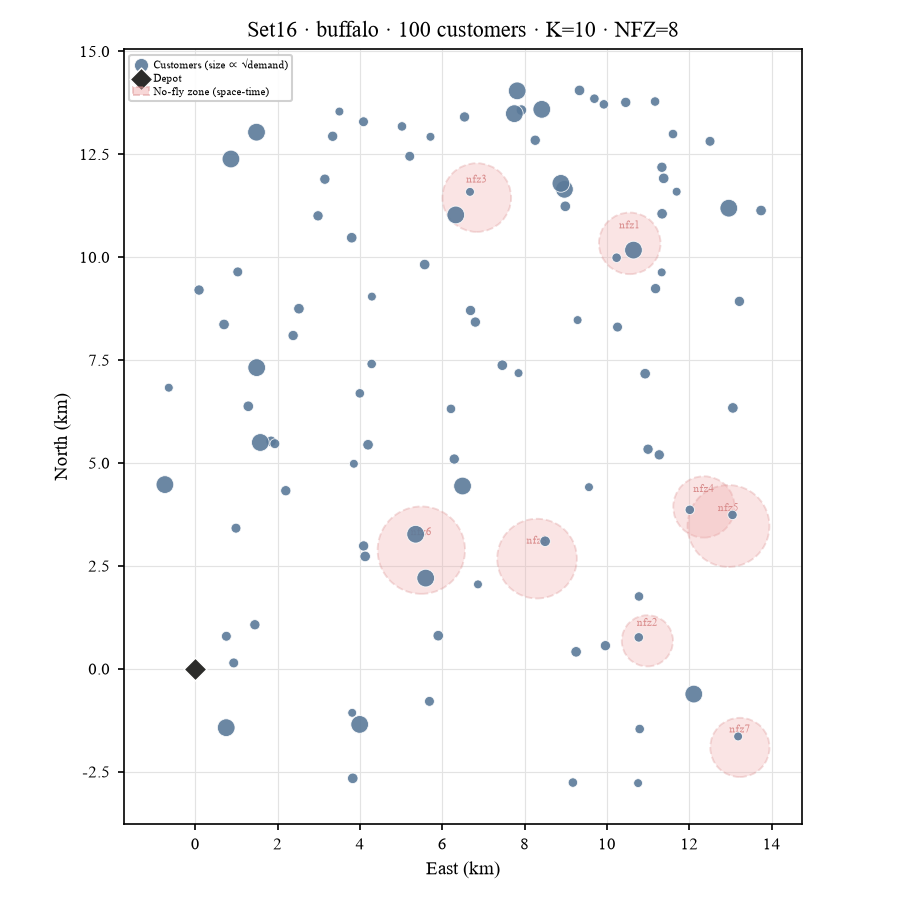 Set16 · buffalo · 100 customers · K=10 · NFZ=8
Customers (size ∝ √demand)
Depot
No-fly zone (space-time)
nfz3
nfz1
nfz4
nfz5
nfz2
nfz7
15.0
12.5
10.0
7.5
5.0
2.5
0.0
-2.5
North (km)
0
2
4
6
8
10
12
14
East (km)